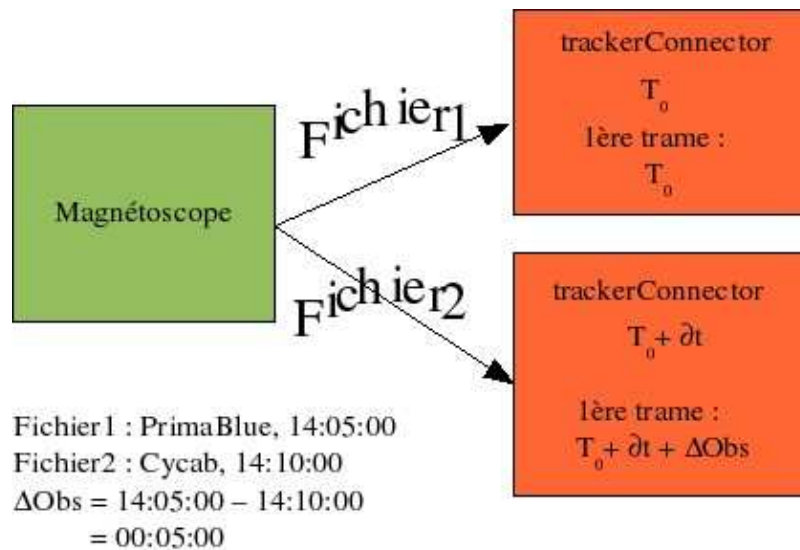 trackerConnector
T₀
1ère trame :
T₀
Fichier1
Magnétoscope
Fichier2
trackerConnector
T₀+ ∂t
1ère trame :
T₀+ ∂t + ΔObs
Fichier1 : PrimaBlue, 14:05:00
Fichier2 : Cycab, 14:10:00
ΔObs = 14:05:00 – 14:10:00
= 00:05:00